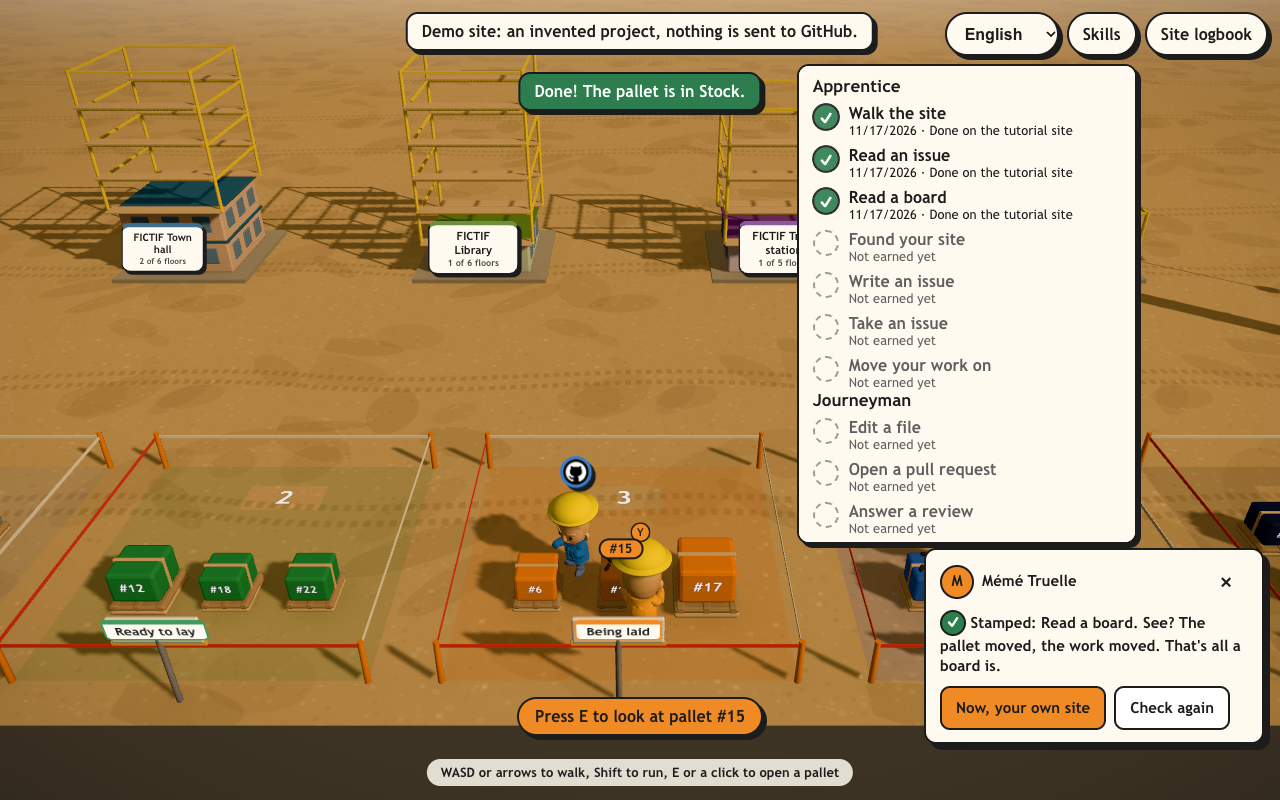 Demo site: an invented project, nothing is sent to GitHub.
English
Skills
Site logbook
Done! The pallet is in Stock.
Apprentice
Walk the site
11/17/2026 · Done on the tutorial site
Read an issue
11/17/2026 · Done on the tutorial site
Read a board
11/17/2026 · Done on the tutorial site
Found your site
Not earned yet
Write an issue
Not earned yet
Take an issue
Not earned yet
Move your work on
Not earned yet
Journeyman
Edit a file
Not earned yet
Open a pull request
Not earned yet
Answer a review
Not earned yet
FICTIF Town
hall
2 of 6 floors
FICTIF
Library
1 of 6 floors
FICTIF
1 of 5
2
3
Y
#15
#12
#18
#22
#6
#17
Ready to lay
Being laid
M
Mémé Truelle
Stamped: Read a board. See? The
pallet moved, the work moved. That's all a
board is.
Now, your own site
Check again
Press E to look at pallet #15
WASD or arrows to walk, Shift to run, E or a click to open a pallet